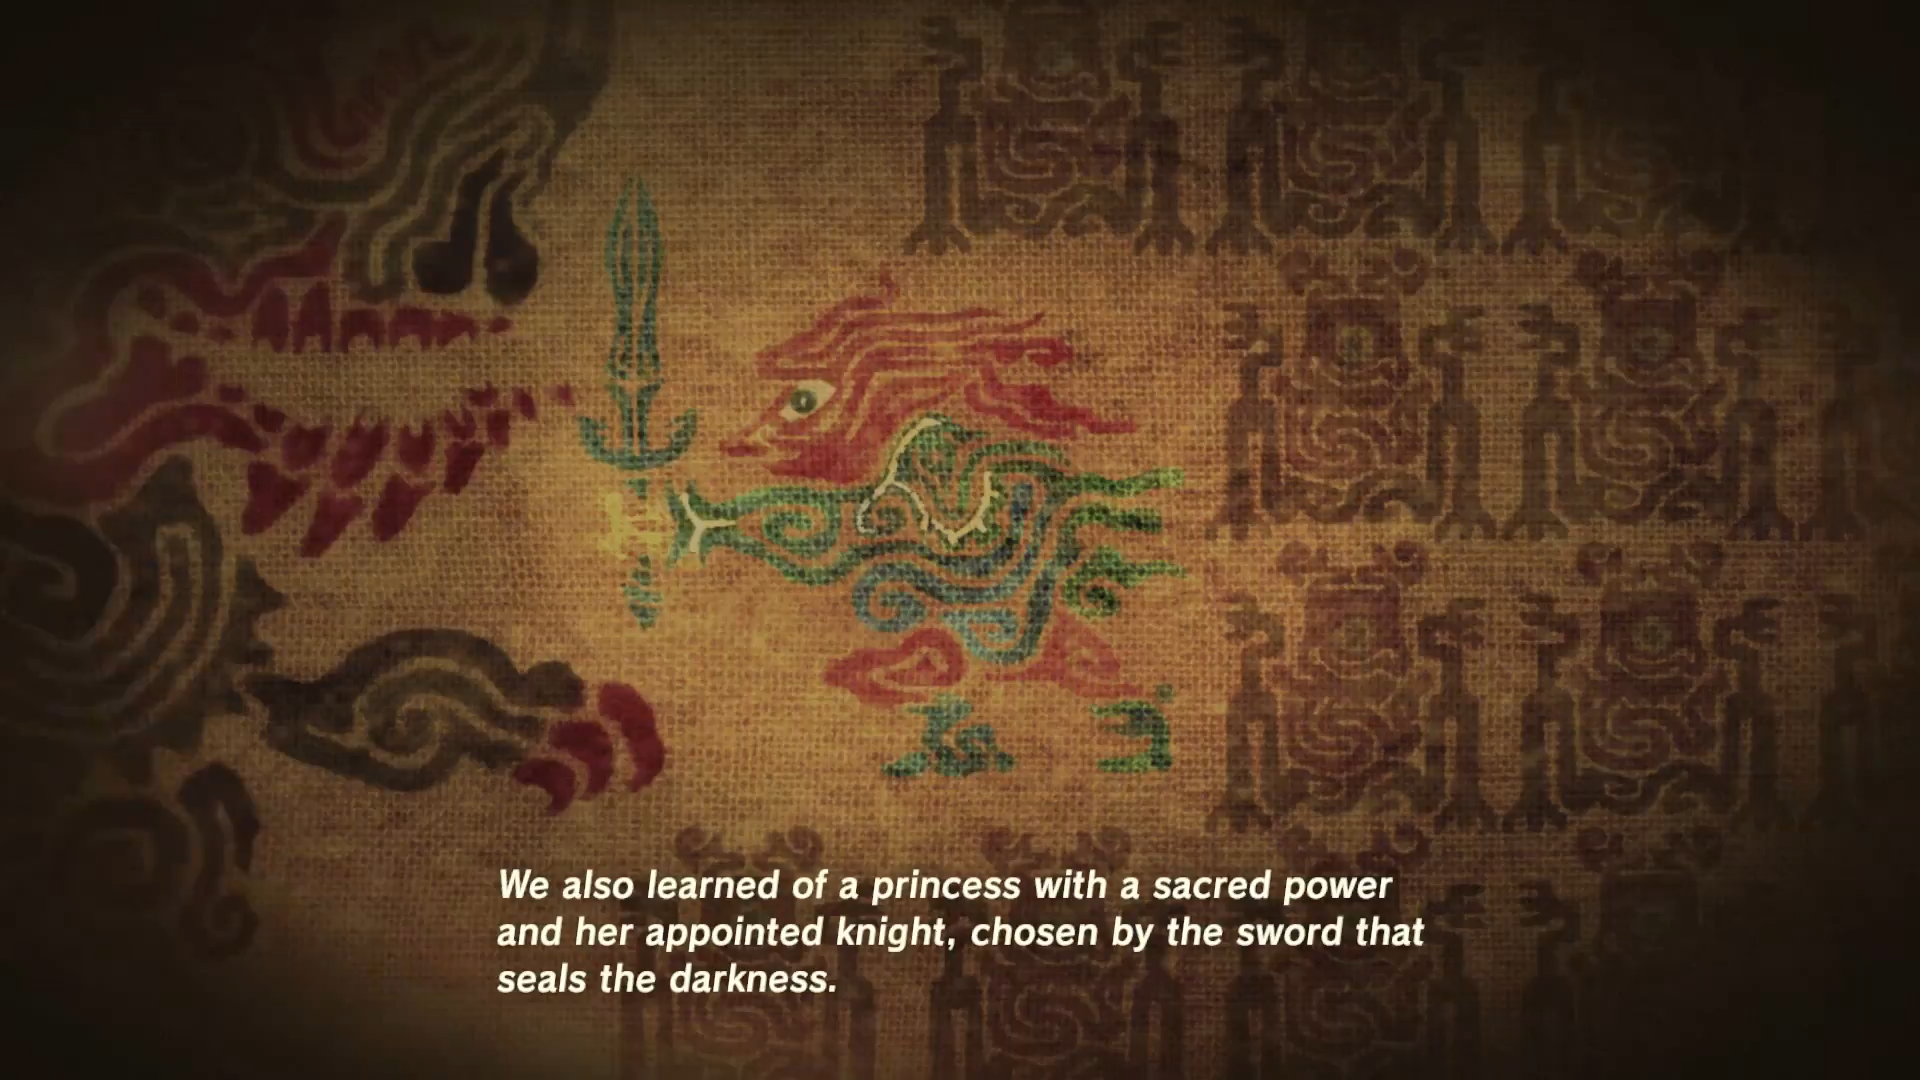 We also learned of a princess with a sacred power
and her appointed knight, chosen by the sword that
seals the darkness.